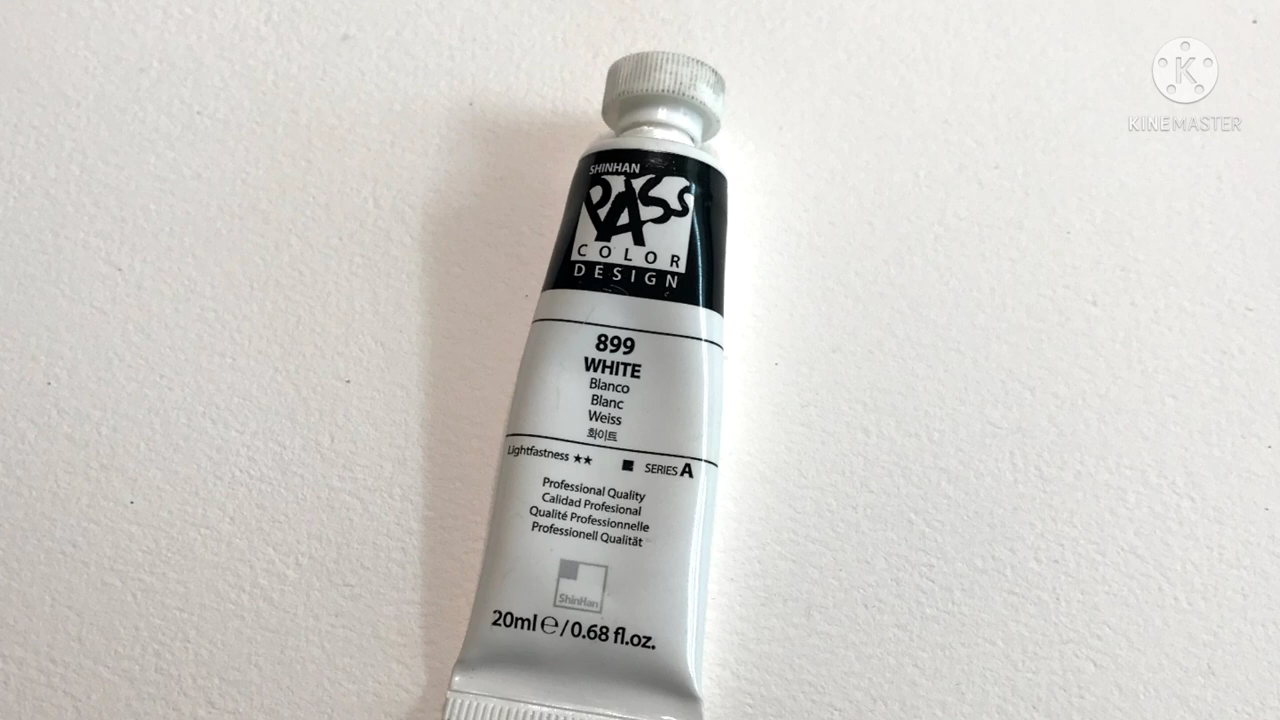 SHINHAN
PASS
COLOR
DESIGN
899
WHITE
Blanco
Blanc
Weiss
화이트
Lightfastness ★★ ■ SERIES A
Professional Quality
Calidad Profesional
Qualité Professionnelle
Professionell Qualität
ShinHan
20ml ℮ / 0.68 fl.oz.
K
KINEMASTER